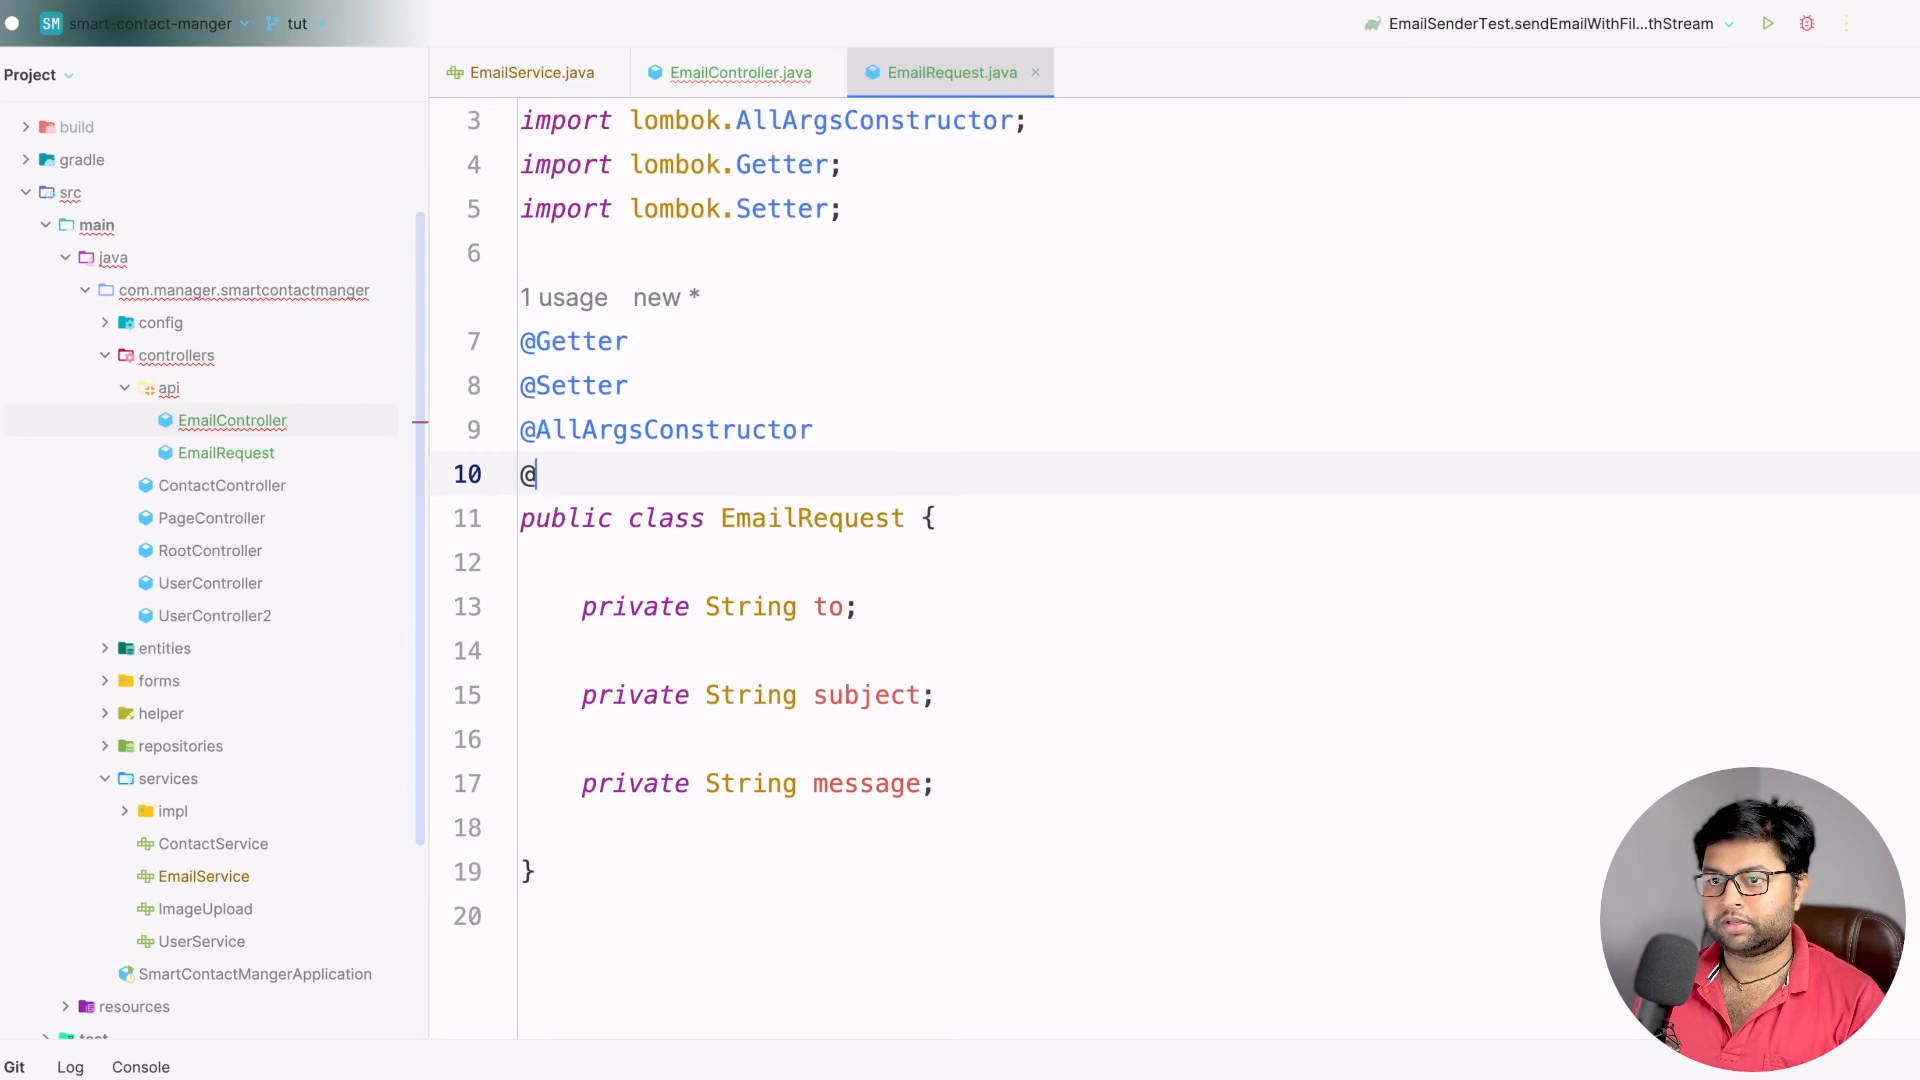 SM smart-contact-manger tut
EmailSenderTest.sendEmailWithFil...thStream
Project
build
gradle
src
main
java
com.manager.smartcontactmanger
config
controllers
api
EmailController
EmailRequest
ContactController
PageController
RootController
UserController
UserController2
entities
forms
helper
repositories
services
impl
ContactService
EmailService
ImageUpload
UserService
SmartContactMangerApplication
resources
test
EmailService.java EmailController.java EmailRequest.java
3 import lombok.AllArgsConstructor;
4 import lombok.Getter;
5 import lombok.Setter;
6
1 usage new *
7 @Getter
8 @Setter
9 @AllArgsConstructor
10 @
11 public class EmailRequest {
12
13 private String to;
14
15 private String subject;
16
17 private String message;
18
19 }
20
Git Log Console